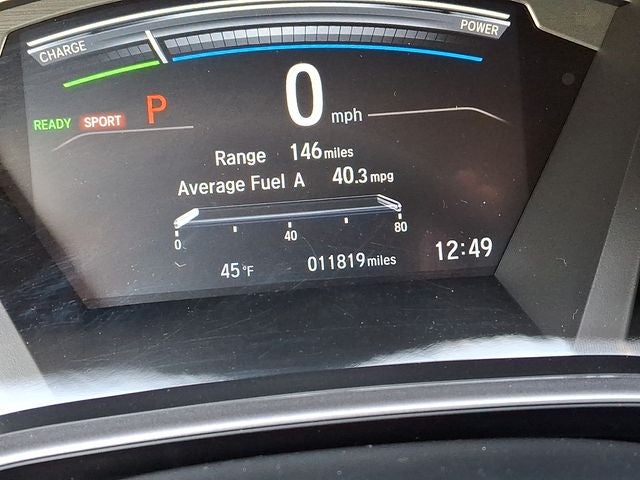 CHARGE POWER
0 mph
READY SPORT P
Range 146 miles
Average Fuel A 40.3 mpg
0 40 80
45°F 011819 miles 12:49